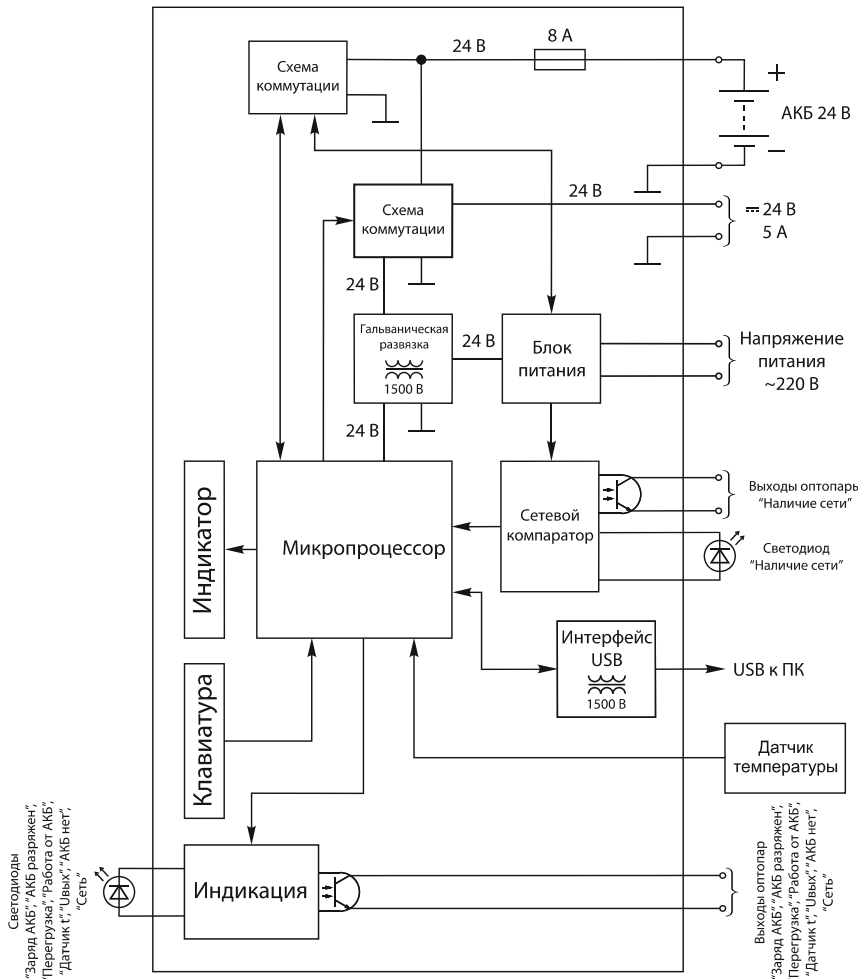 24 В
8 А
Схема
коммутации
+
АКБ 24 В
−
24 В
Схема
коммутации
24 В
5 А
24 В
Гальваническая
развязка
1500 В
24 В
Блок
питания
Напряжение
питания
~220 В
24 В
Индикатор
Микропроцессор
Сетевой
компаратор
Выходы оптопары
“Наличие сети”
Светодиод
“Наличие сети”
Интерфейс
USB
1500 В
USB к ПК
Клавиатура
Датчик
температуры
Индикация
Светодиоды
“Заряд АКБ”, “АКБ разряжен”,
“Перегрузка”, “Работа от АКБ”,
“Датчик t”, “Uвых”, “АКБ нет”,
“Сеть”
Выходы оптопар
“Заряд АКБ”, “АКБ разряжен”,
“Перегрузка”, “Работа от АКБ”,
“Датчик t”, “Uвых”, “АКБ нет”,
“Сеть”